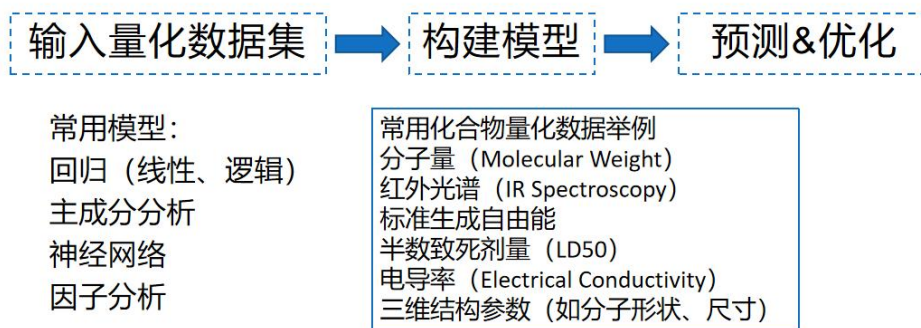 输入量化数据集
构建模型
预测&优化
常用模型：
回归（线性、逻辑）
主成分分析
神经网络
因子分析
常用化合物量化数据举例
分子量（Molecular Weight）
红外光谱（IR Spectroscopy）
标准生成自由能
半数致死剂量（LD50）
电导率（Electrical Conductivity）
三维结构参数（如分子形状、尺寸）